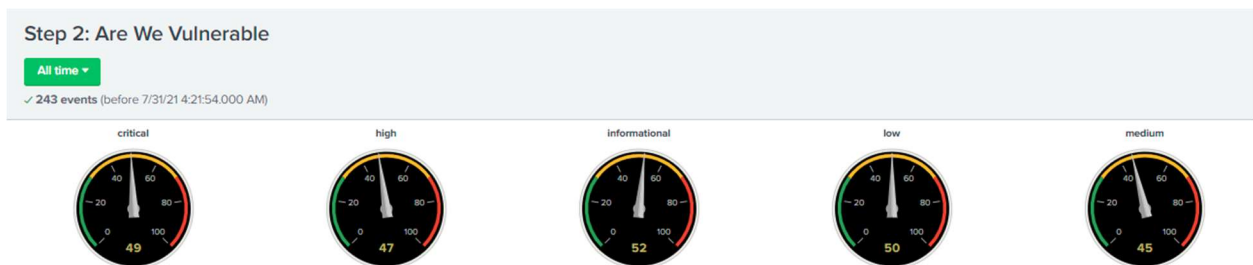 Step 2: Are We Vulnerable
All time
✓ 243 events (before 7/31/21 4:21:54.000 AM)
critical high informational low medium
40 60 40 60 40 60 40 60 40 60
20 80 20 80 20 80 20 80 20 80
0 100 0 100 0 100 0 100 0 100
49 47 52 50 45